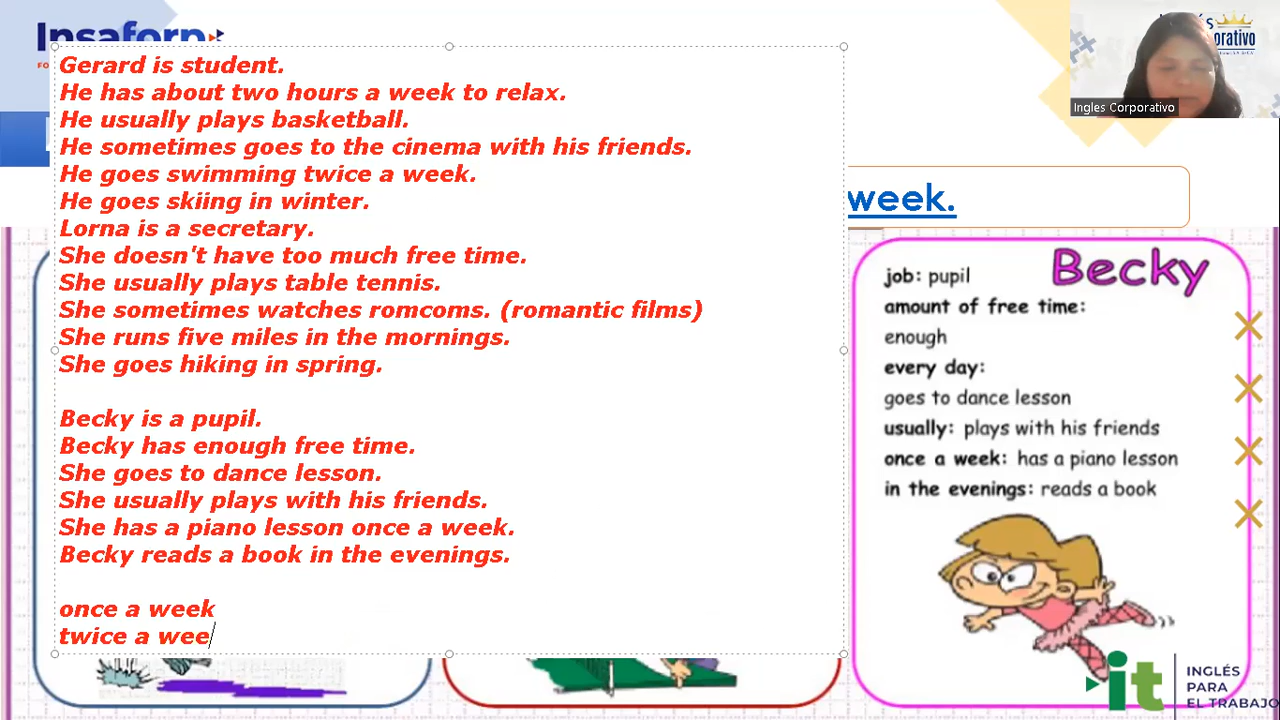 Insaforp
Gerard is student.
He has about two hours a week to relax.
He usually plays basketball.
He sometimes goes to the cinema with his friends.
He goes swimming twice a week.
He goes skiing in winter.
Lorna is a secretary.
She doesn't have too much free time.
She usually plays table tennis.
She sometimes watches romcoms. (romantic films)
She runs five miles in the mornings.
She goes hiking in spring.
Becky is a pupil.
Becky has enough free time.
She goes to dance lesson.
She usually plays with his friends.
She has a piano lesson once a week.
Becky reads a book in the evenings.
once a week
twice a wee
week.
Becky
job: pupil
amount of free time:
enough
every day:
goes to dance lesson
usually: plays with his friends
once a week: has a piano lesson
in the evenings: reads a book
Ingles Corporativo
orativo
it
INGLÉS
PARA
EL TRABAJO